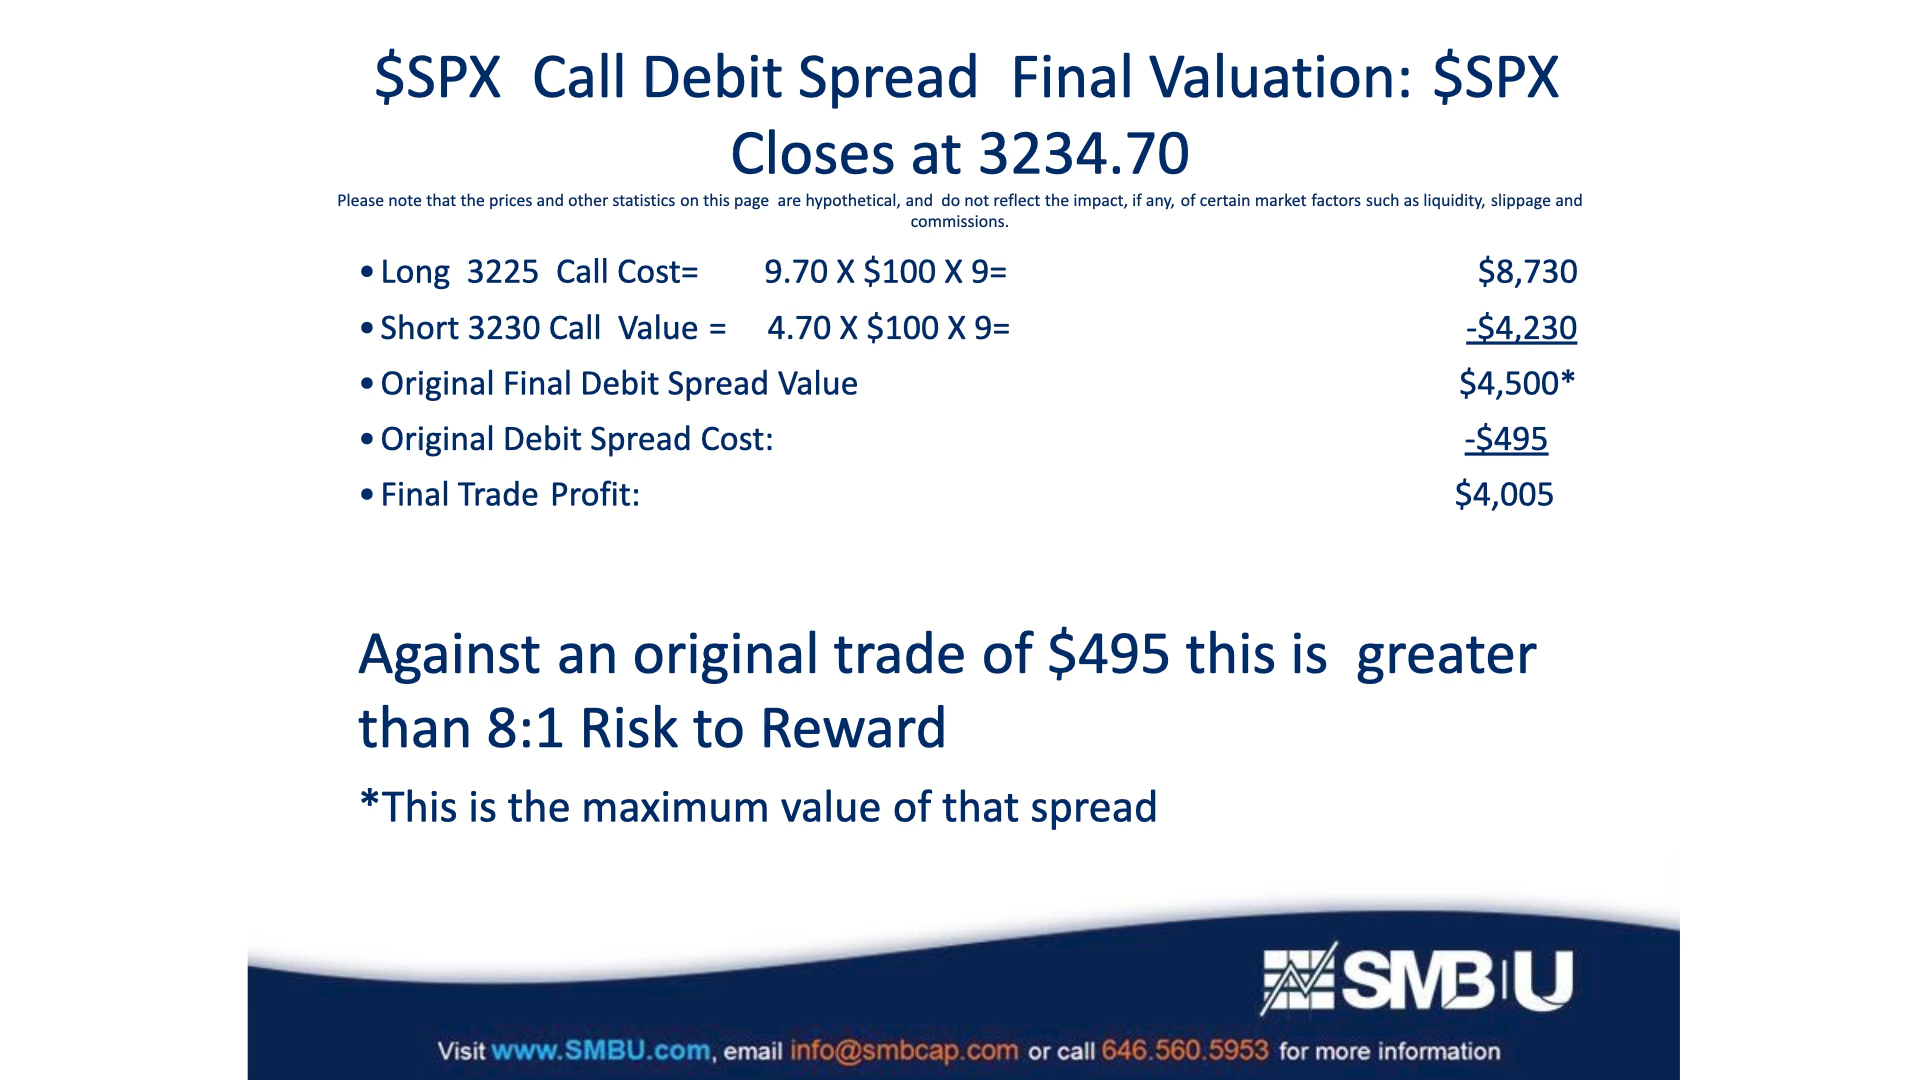 $SPX Call Debit Spread Final Valuation: $SPX
Closes at 3234.70
Please note that the prices and other statistics on this page are hypothetical, and do not reflect the impact, if any, of certain market factors such as liquidity, slippage and
commissions.
• Long 3225 Call Cost= 9.70 X $100 X 9= $8,730
• Short 3230 Call Value = 4.70 X $100 X 9= -$4,230
• Original Final Debit Spread Value $4,500*
• Original Debit Spread Cost: -$495
• Final Trade Profit: $4,005
Against an original trade of $495 this is greater
than 8:1 Risk to Reward
*This is the maximum value of that spread
SMB|U
Visit www.SMBU.com, email info@smbcap.com or call 646.560.5953 for more information